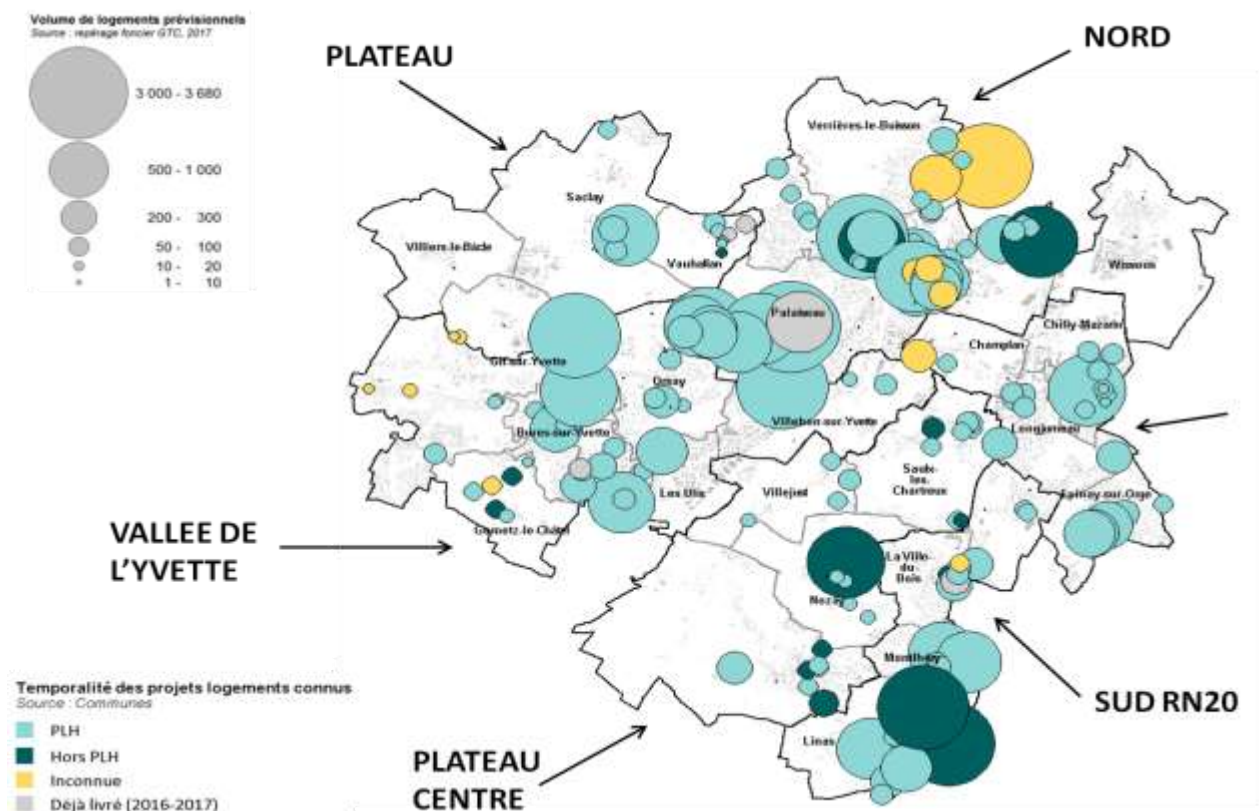 Volume de logements prévisionnels
Source : repérage foncier GTC, 2017
3 000 - 3 680
500 - 1 000
200 - 300
50 - 100
10 - 20
1 - 10
PLATEAU
NORD
Verrières-le-Buisson
Saclay
Villiers-le-Bâcle
Vauhallan
Wissous
Palaiseau
Chilly-Mazarin
Champlan
Gif-sur-Yvette
Orsay
Bures-sur-Yvette
Villebon-sur-Yvette
Longjumeau
Les Ulis
Villejust
Saulx-
les-
Chartreux
Epinay-sur-Orge
Gometz-le-Châtel
VALLEE DE
L'YVETTE
La Ville-
du-
Bois
Nozay
Montlhéry
SUD RN20
Linas
PLATEAU
CENTRE
Temporalité des projets logements connus
Source : Communes
PLH
Hors PLH
Inconnue
Déjà livré (2016-2017)